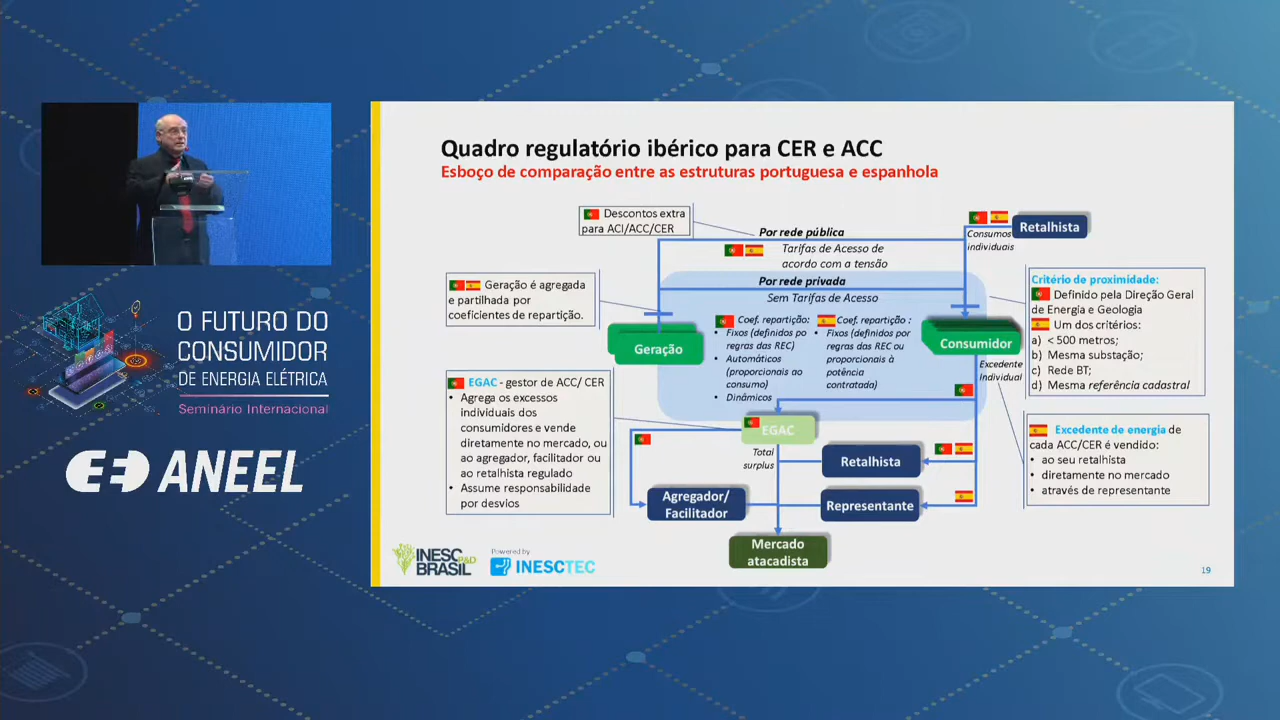 O FUTURO DO
CONSUMIDOR
DE ENERGIA ELÉTRICA
Seminário Internacional
ANEEL
Quadro regulatório ibérico para CER e ACC
Esboço de comparação entre as estruturas portuguesa e espanhola
Descontos extra
para ACI/ACC/CER
Por rede pública
Tarifas de Acesso de
acordo com a tensão
Consumos
individuais
Retalhista
Por rede privada
Sem Tarifas de Acesso
Geração é agregada
e partilhada por
coeficientes de repartição.
Geração
Coef. repartição:
• Fixos (definidos po
regras das REC)
• Automáticos
(proporcionais ao
consumo)
• Dinâmicos
Coef. repartição :
• Fixos (definidos por
regras das REC ou
proporcionais à
potência
contratada)
Consumidor
Excedente
Individual
Critério de proximidade:
Definido pela Direção Geral
de Energia e Geologia
Um dos critérios:
a) < 500 metros;
b) Mesma substação;
c) Rede BT;
d) Mesma referência cadastral
EGAC - gestor de ACC/ CER
• Agrega os excessos
individuais dos
consumidores e vende
diretamente no mercado, ou
ao agregador, facilitador ou
ao retalhista regulado
• Assume responsabilidade
por desvios
EGAC
Total
surplus
Retalhista
Agregador/
Facilitador
Representante
Mercado
atacadista
Excedente de energia de
cada ACC/CER é vendido:
• ao seu retalhista
• diretamente no mercado
• através de representante
INESC P&D
BRASIL
Powered by
INESCTEC
19